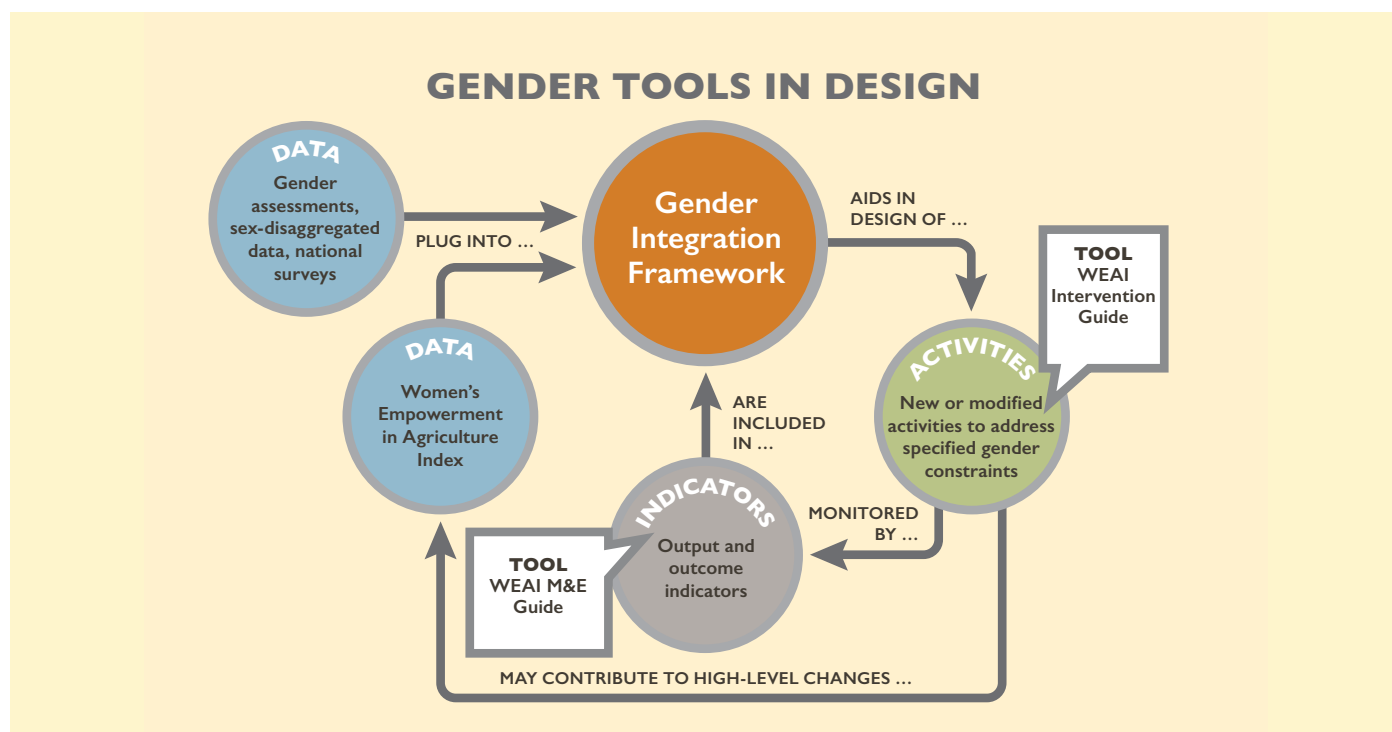 GENDER TOOLS IN DESIGN
DATA
Gender
assessments,
sex-disaggregated
data, national
surveys
PLUG INTO …
Gender
Integration
Framework
AIDS IN
DESIGN OF …
TOOL
WEAI
Intervention
Guide
DATA
Women’s
Empowerment
in Agriculture
Index
ACTIVITIES
New or modified
activities to address
specified gender
constraints
ARE
INCLUDED
IN …
MONITORED
BY …
INDICATORS
Output and
outcome
indicators
TOOL
WEAI M&E
Guide
MAY CONTRIBUTE TO HIGH-LEVEL CHANGES …